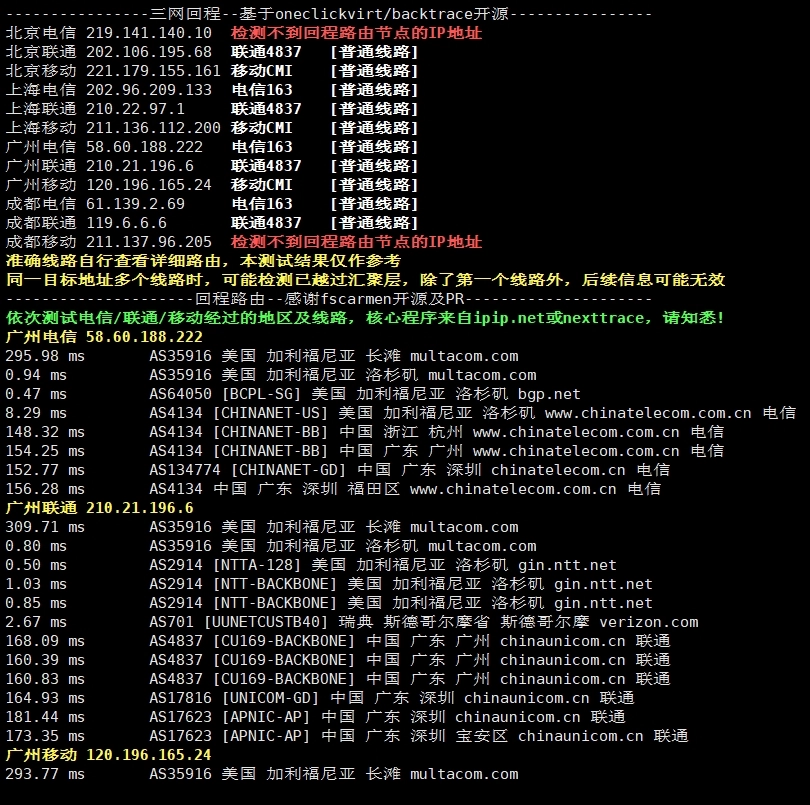 ----------------三网回程--基于oneclickvirt/backtrace开源----------------
北京电信 219.141.140.10  检测不到回程路由节点的IP地址
北京联通 202.106.195.68  联通4837   [普通线路]
北京移动 221.179.155.161 移动CMI    [普通线路]
上海电信 202.96.209.133  电信163    [普通线路]
上海联通 210.22.97.1     联通4837   [普通线路]
上海移动 211.136.112.200 移动CMI    [普通线路]
广州电信 58.60.188.222   电信163    [普通线路]
广州联通 210.21.196.6    联通4837   [普通线路]
广州移动 120.196.165.24  移动CMI    [普通线路]
成都电信 61.139.2.69     电信163    [普通线路]
成都联通 119.6.6.6       联通4837   [普通线路]
成都移动 211.137.96.205  检测不到回程路由节点的IP地址
准确线路自行查看详细路由，本测试结果仅作参考
同一目标地址多个线路时，可能检测已越过汇聚层，除了第一个线路外，后续信息可能无效
---------------------回程路由--感谢fscarmen开源及PR---------------------
依次测试电信/联通/移动经过的地区及线路，核心程序来自ipip.net或nexttrace，请知悉!
广州电信 58.60.188.222
295.98 ms       AS35916 美国 加利福尼亚 长滩 multacom.com
0.94 ms         AS35916 美国 加利福尼亚 洛杉矶 multacom.com
0.47 ms         AS64050 [BCPL-SG] 美国 加利福尼亚 洛杉矶 bgp.net
8.29 ms         AS4134 [CHINANET-US] 美国 加利福尼亚 洛杉矶 www.chinatelecom.com.cn 电信
148.32 ms       AS4134 [CHINANET-BB] 中国 浙江 杭州 www.chinatelecom.com.cn 电信
154.25 ms       AS4134 [CHINANET-BB] 中国 广东 广州 www.chinatelecom.com.cn 电信
152.77 ms       AS134774 [CHINANET-GD] 中国 广东 深圳 chinatelecom.cn 电信
156.28 ms       AS4134 中国 广东 深圳 福田区 www.chinatelecom.com.cn 电信
广州联通 210.21.196.6
309.71 ms       AS35916 美国 加利福尼亚 长滩 multacom.com
0.80 ms         AS35916 美国 加利福尼亚 洛杉矶 multacom.com
0.50 ms         AS2914 [NTTA-128] 美国 加利福尼亚 洛杉矶 gin.ntt.net
1.03 ms         AS2914 [NTT-BACKBONE] 美国 加利福尼亚 洛杉矶 gin.ntt.net
0.85 ms         AS2914 [NTT-BACKBONE] 美国 加利福尼亚 洛杉矶 gin.ntt.net
2.67 ms         AS701 [UUNETCUSTB40] 瑞典 斯德哥尔摩省 斯德哥尔摩 verizon.com
168.09 ms       AS4837 [CU169-BACKBONE] 中国 广东 广州 chinaunicom.cn 联通
160.39 ms       AS4837 [CU169-BACKBONE] 中国 广东 广州 chinaunicom.cn 联通
160.83 ms       AS4837 [CU169-BACKBONE] 中国 广东 广州 chinaunicom.cn 联通
164.93 ms       AS17816 [UNICOM-GD] 中国 广东 深圳 chinaunicom.cn 联通
181.44 ms       AS17623 [APNIC-AP] 中国 广东 深圳 chinaunicom.cn 联通
173.35 ms       AS17623 [APNIC-AP] 中国 广东 深圳 宝安区 chinaunicom.cn 联通
广州移动 120.196.165.24
293.77 ms       AS35916 美国 加利福尼亚 长滩 multacom.com